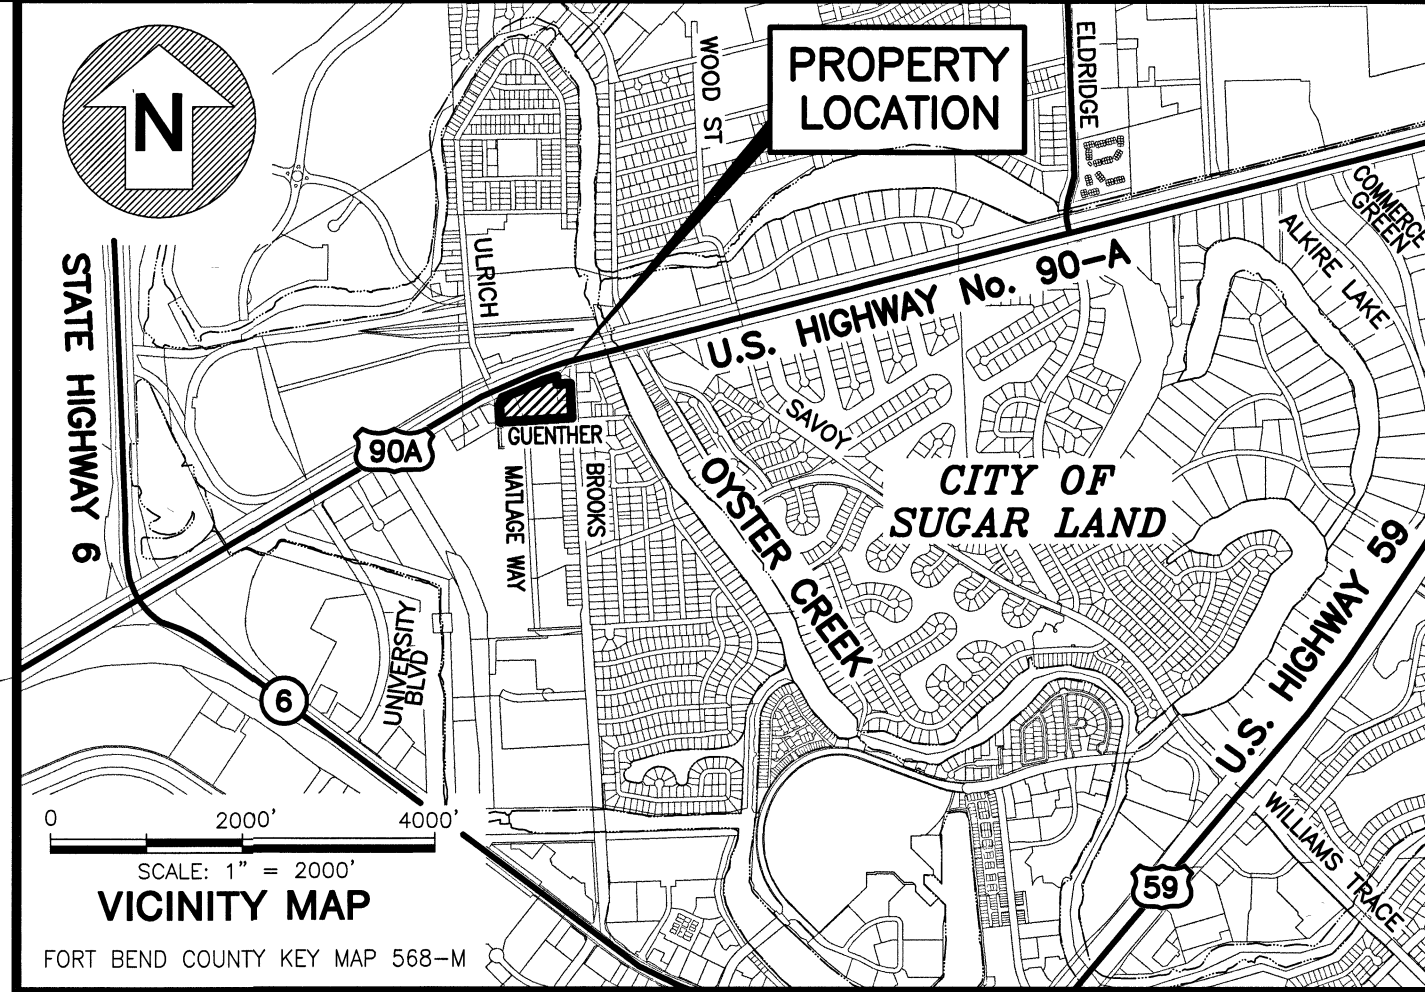 N
PROPERTY
LOCATION
WOOD ST
ELDRIDGE
COMMERCE
GREEN
ALKIRE LAKE
ULRICH
STATE HIGHWAY 6
U.S. HIGHWAY No. 90-A
90A
GUENTHER
SAVOY
MATLAGE WAY
BROOKS
OYSTER CREEK
CITY OF
SUGAR LAND
U.S. HIGHWAY 59
UNIVERSITY
BLVD
6
59
WILLIAMS TRACE
0 2000' 4000'
SCALE: 1" = 2000'
VICINITY MAP
FORT BEND COUNTY KEY MAP 568-M